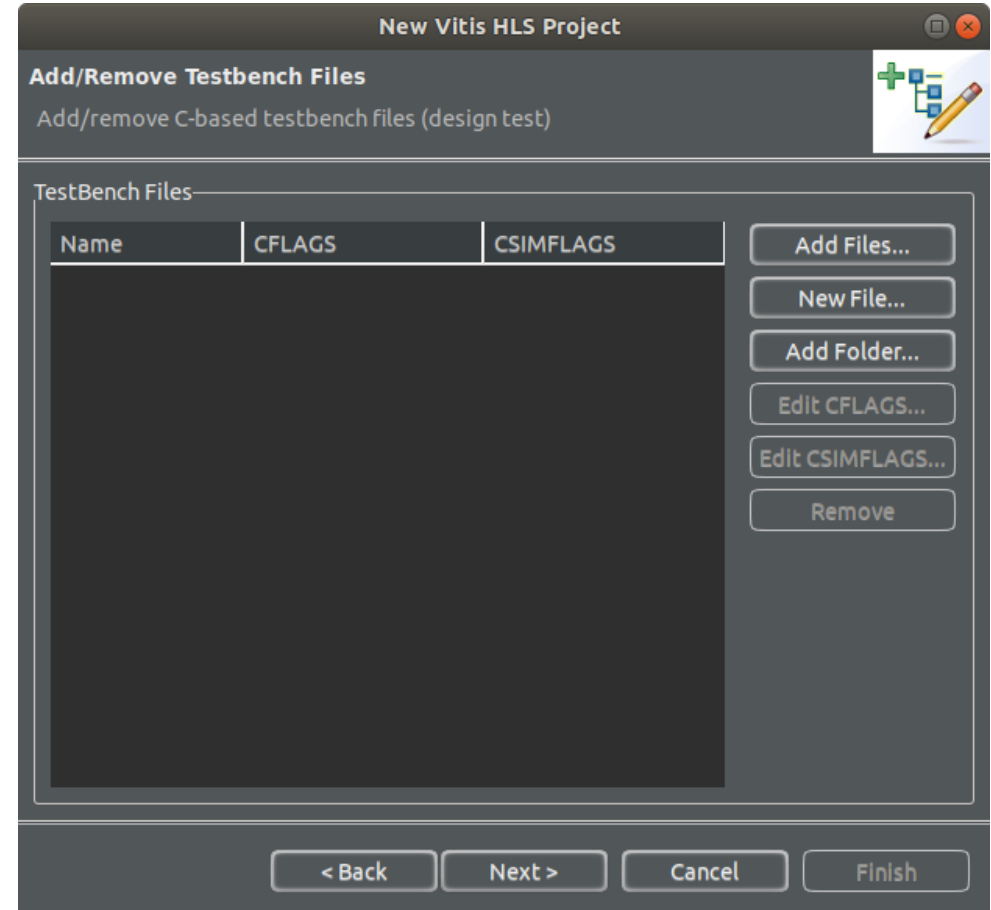 New Vitis HLS Project
Add/Remove Testbench Files
Add/remove C-based testbench files (design test)
TestBench Files
Name CFLAGS CSIMFLAGS
Add Files...
New File...
Add Folder...
Edit CFLAGS...
Edit CSIMFLAGS...
Remove
< Back Next > Cancel Finish